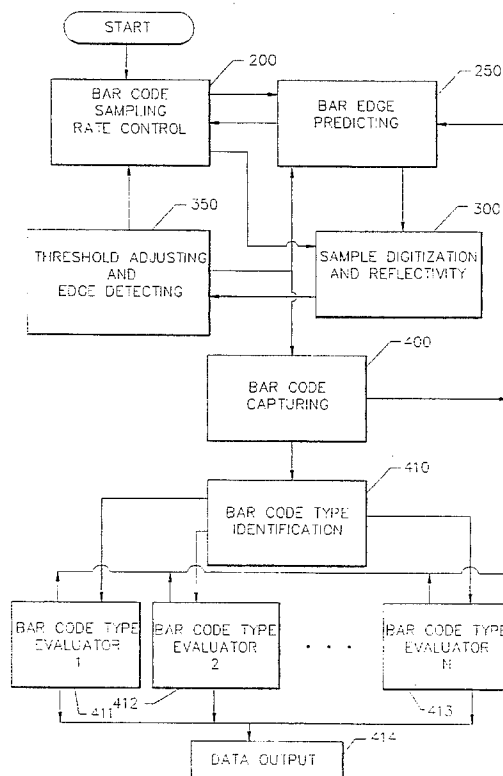 START
200
BAR CODE
SAMPLING
RATE CONTROL
250
BAR EDGE
PREDICTING
350
THRESHOLD ADJUSTING
AND
EDGE DETECTING
300
SAMPLE DIGITIZATION
AND REFLECTIVITY
400
BAR CODE
CAPTURING
410
BAR CODE TYPE
IDENTIFICATION
BAR CODE TYPE
EVALUATOR
1
411
BAR CODE TYPE
EVALUATOR
2
412
. . .
BAR CODE TYPE
EVALUATOR
N
413
414
DATA OUTPUT